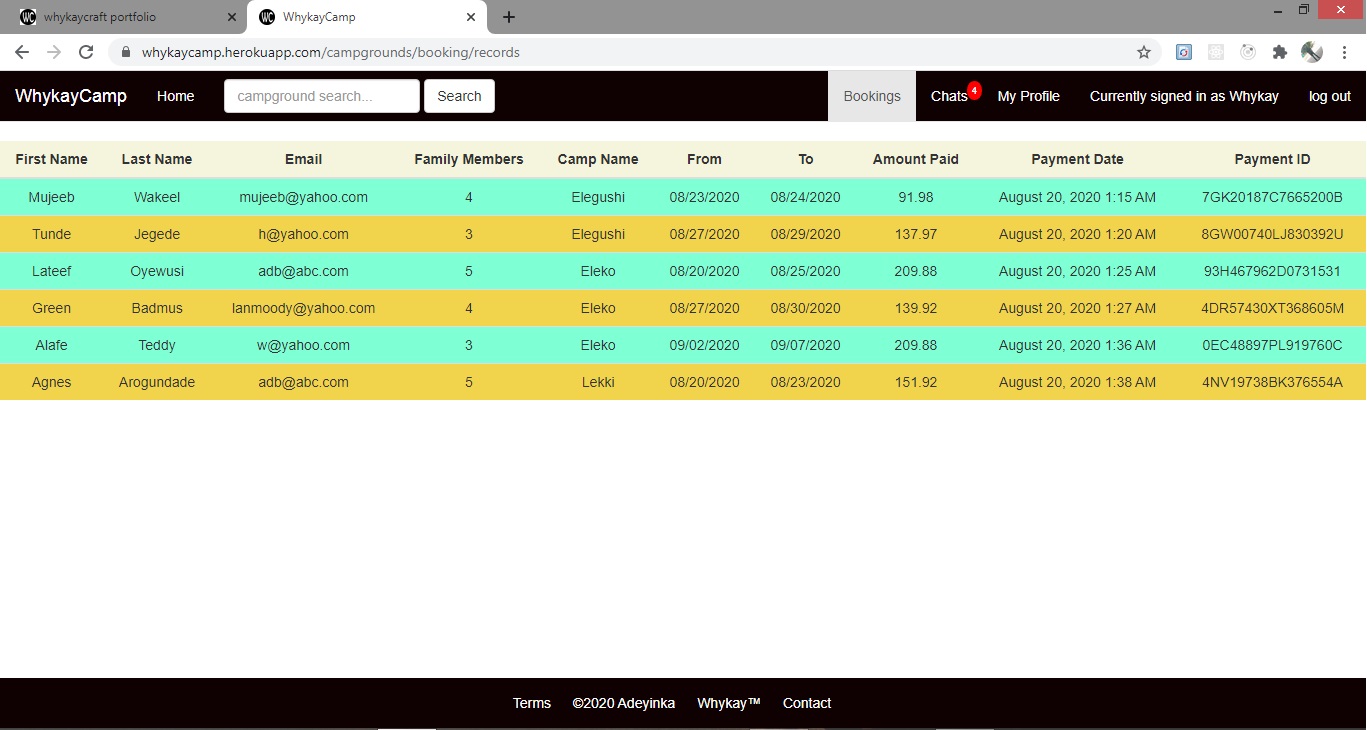 whykaycraft portfolio WhykayCamp
whykaycamp.herokuapp.com/campgrounds/booking/records
WhykayCamp Home campground search... Search Bookings Chats 4 My Profile Currently signed in as Whykay log out
First Name Last Name Email Family Members Camp Name From To Amount Paid Payment Date Payment ID
Mujeeb Wakeel mujeeb@yahoo.com 4 Elegushi 08/23/2020 08/24/2020 91.98 August 20, 2020 1:15 AM 7GK20187C7665200B
Tunde Jegede h@yahoo.com 3 Elegushi 08/27/2020 08/29/2020 137.97 August 20, 2020 1:20 AM 8GW00740LJ830392U
Lateef Oyewusi adb@abc.com 5 Eleko 08/20/2020 08/25/2020 209.88 August 20, 2020 1:25 AM 93H467962D0731531
Green Badmus lanmoody@yahoo.com 4 Eleko 08/27/2020 08/30/2020 139.92 August 20, 2020 1:27 AM 4DR57430XT368605M
Alafe Teddy w@yahoo.com 3 Eleko 09/02/2020 09/07/2020 209.88 August 20, 2020 1:36 AM 0EC48897PL919760C
Agnes Arogundade adb@abc.com 5 Lekki 08/20/2020 08/23/2020 151.92 August 20, 2020 1:38 AM 4NV19738BK376554A
Terms ©2020 Adeyinka Whykay™ Contact